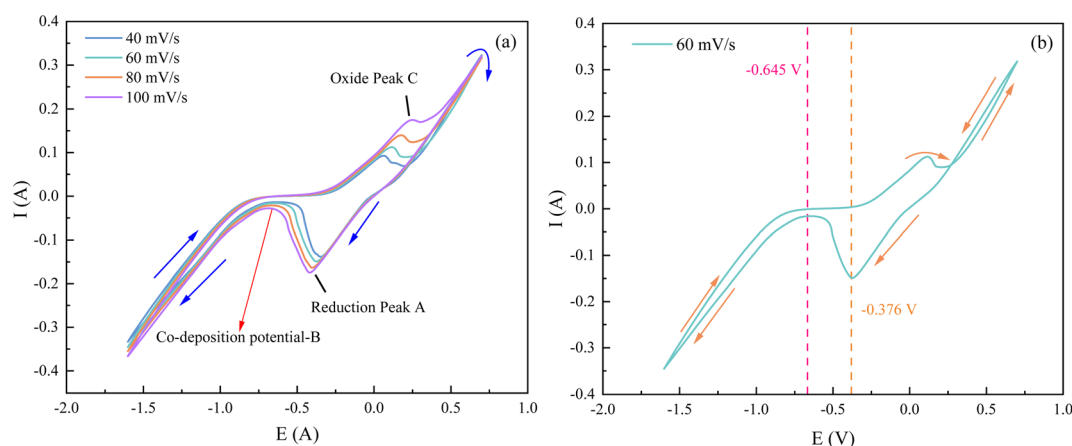 (a)
40 mV/s
60 mV/s
80 mV/s
100 mV/s
Oxide Peak C
Reduction Peak A
Co-deposition potential-B
I (A)
0.4
0.3
0.2
0.1
0.0
-0.1
-0.2
-0.3
-0.4
-2.0 -1.5 -1.0 -0.5 0.0 0.5 1.0
E (A)
(b)
60 mV/s
-0.645 V
-0.376 V
I (A)
0.4
0.3
0.2
0.1
0.0
-0.1
-0.2
-0.3
-0.4
-2.0 -1.5 -1.0 -0.5 0.0 0.5 1.0
E (V)